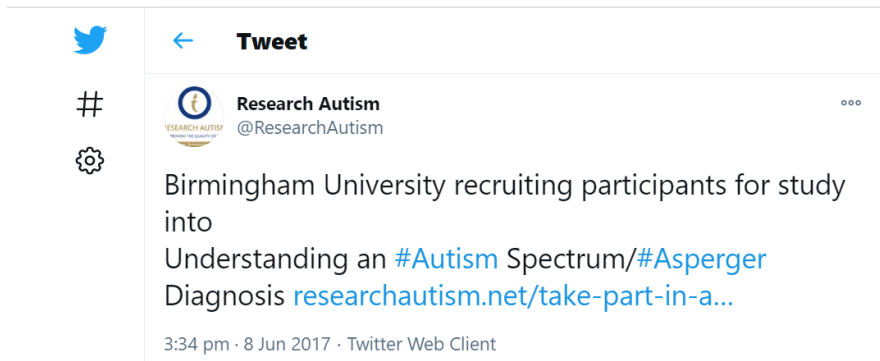 Tweet
Research Autism
@ResearchAutism
Birmingham University recruiting participants for study
into
Understanding an #Autism Spectrum/#Asperger
Diagnosis researchautism.net/take-part-in-a...
3:34 pm · 8 Jun 2017 · Twitter Web Client